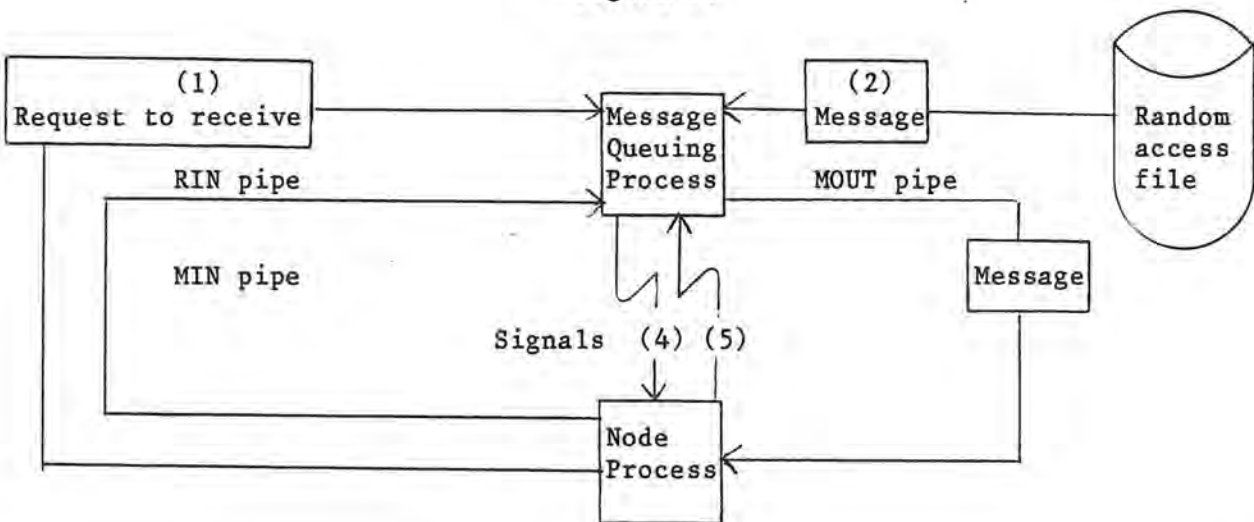 (1)
Request to receive
Message
Queuing
Process
(2)
Message
Random
access
file
RIN pipe
MOUT pipe
MIN pipe
Message
Signals (4) (5)
Node
Process